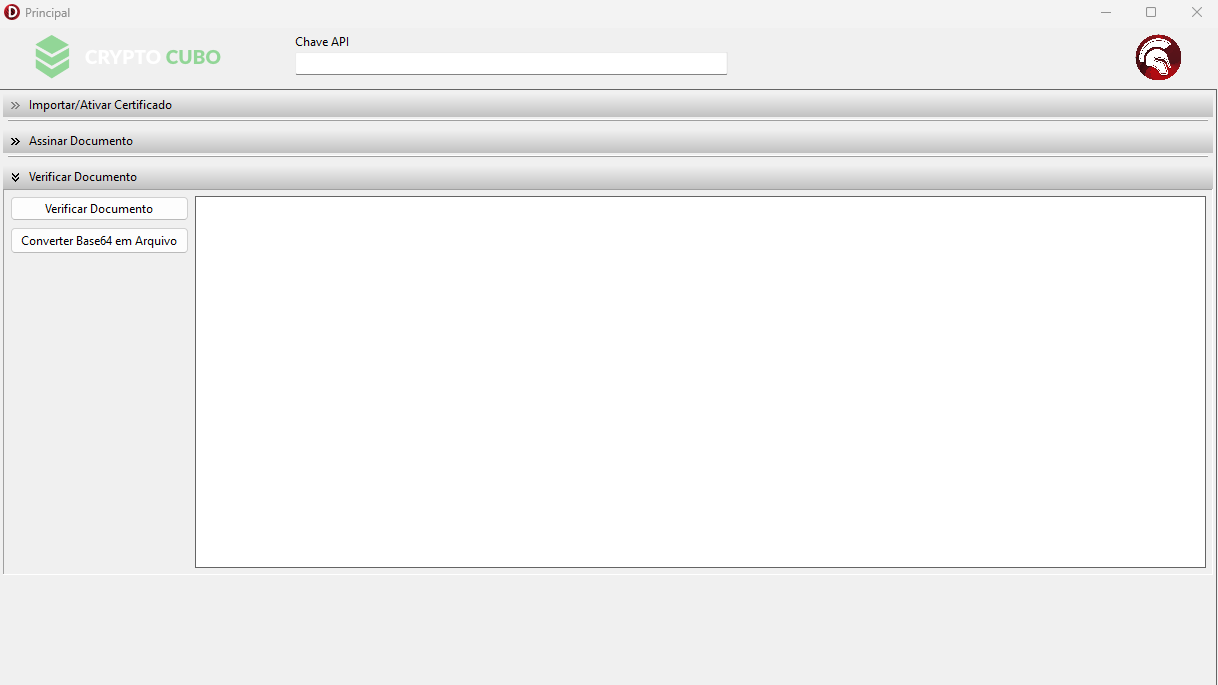 Principal
CRYPTO CUBO
Chave API
Importar/Ativar Certificado
Assinar Documento
Verificar Documento
Verificar Documento
Converter Base64 em Arquivo